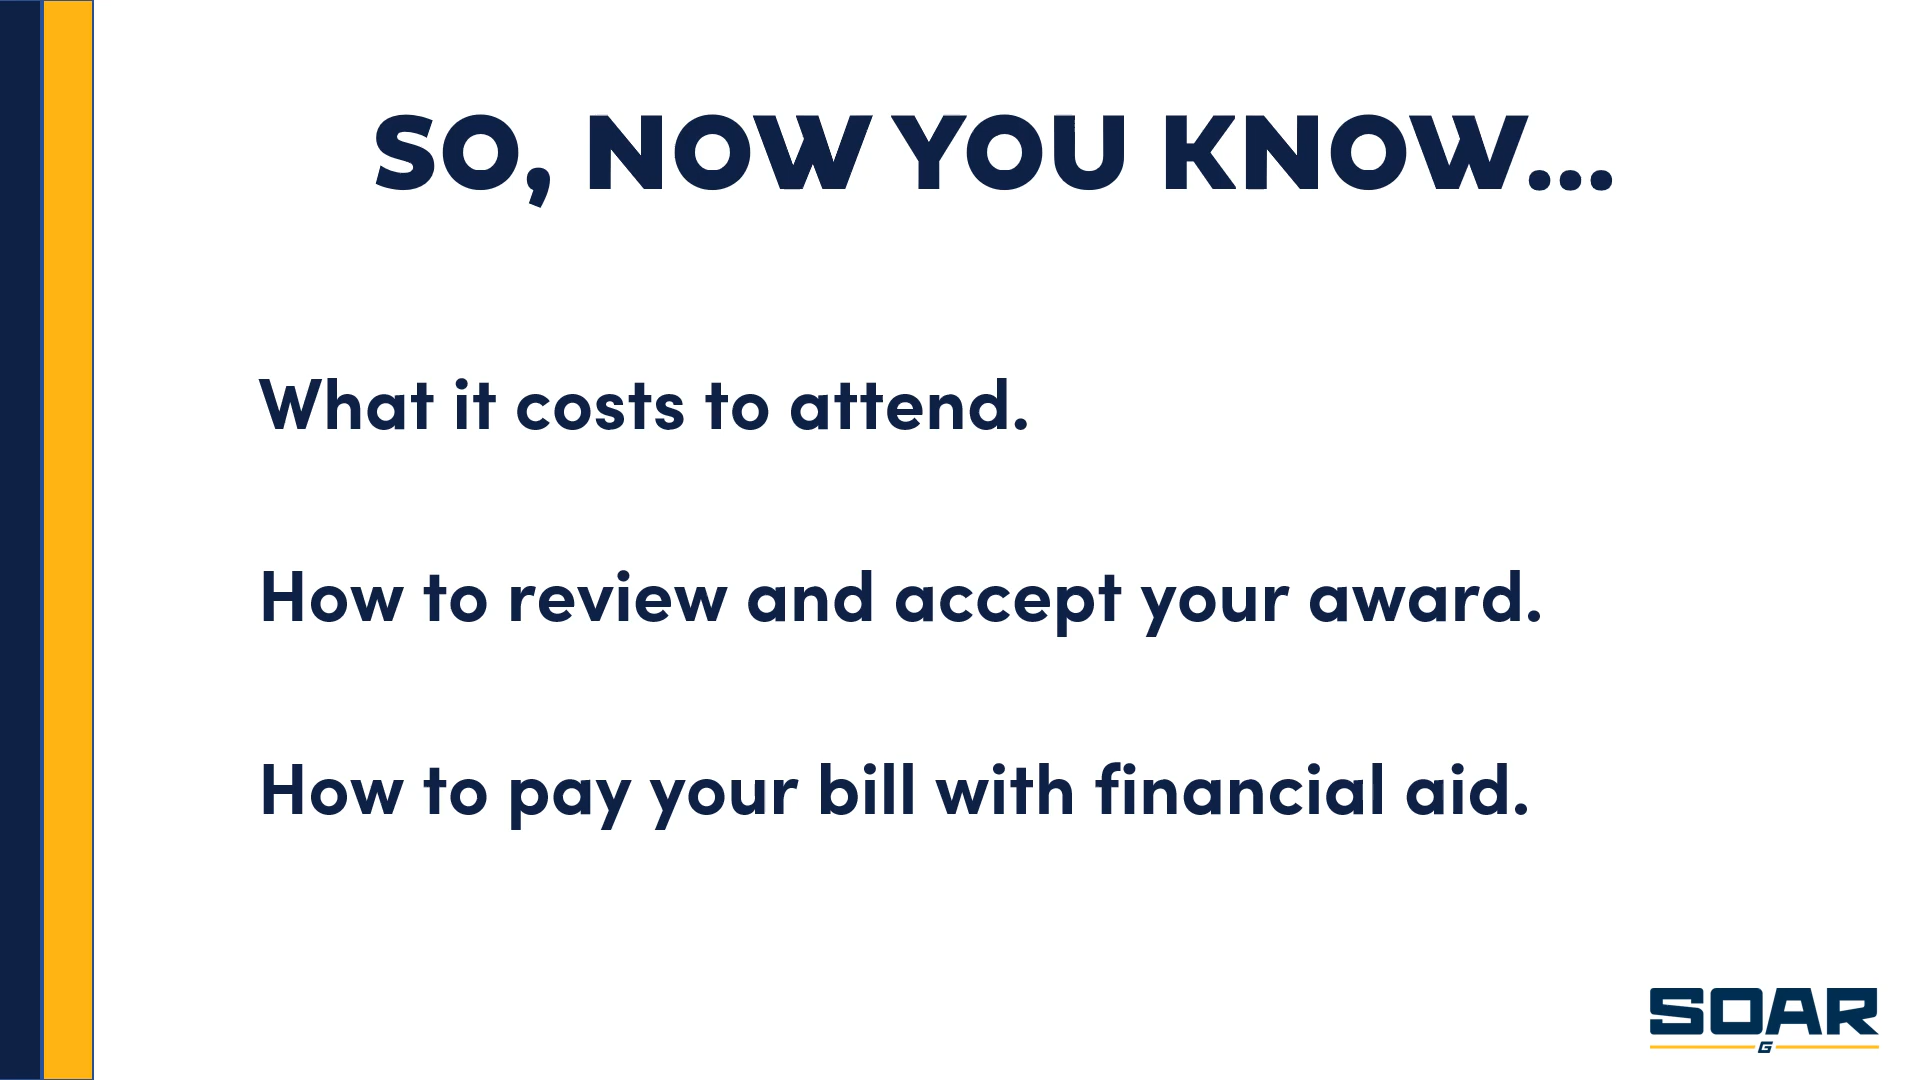 SO, NOW YOU KNOW...
What it costs to attend.
How to review and accept your award.
How to pay your bill with financial aid.
SOAR
G